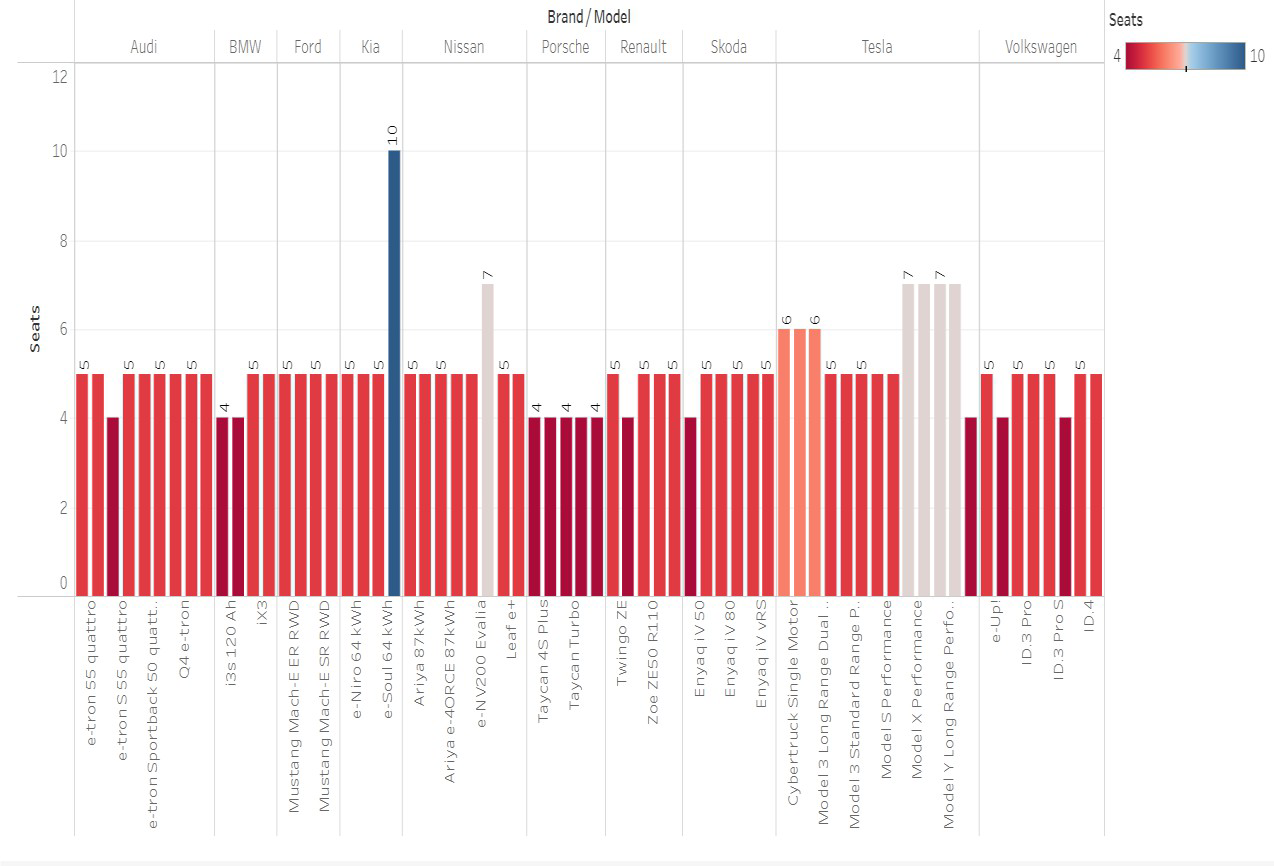 Brand / Model
Seats
4 10
Audi BMW Ford Kia Nissan Porsche Renault Skoda Tesla Volkswagen
12
10
8
6
4
2
0
Seats
5 5 5 5 4 5 5 5 5 5 10 5 5 7 5 4 4 4 5 5 5 5 5 5 6 6 5 5 7 7 5 5 5 5
e-tron 55 quattro
e-tron S 55 quattro
e-tron Sportback 50 quatt..
Q4 e-tron
i3s 120 Ah
iX3
Mustang Mach-E ER RWD
Mustang Mach-E SR RWD
e-Niro 64 kWh
e-Soul 64 kWh
Ariya 87kWh
Ariya e-4ORCE 87kWh
e-NV200 Evalia
Leaf e+
Taycan 4S Plus
Taycan Turbo
Twingo ZE
Zoe ZE50 R110
Enyaq iV 50
Enyaq iV 80
Enyaq iV vRS
Cybertruck Single Motor
Model 3 Long Range Dual ..
Model 3 Standard Range P..
Model S Performance
Model X Performance
Model Y Long Range Perfo..
e-Up!
ID.3 Pro
ID.3 Pro S
ID.4